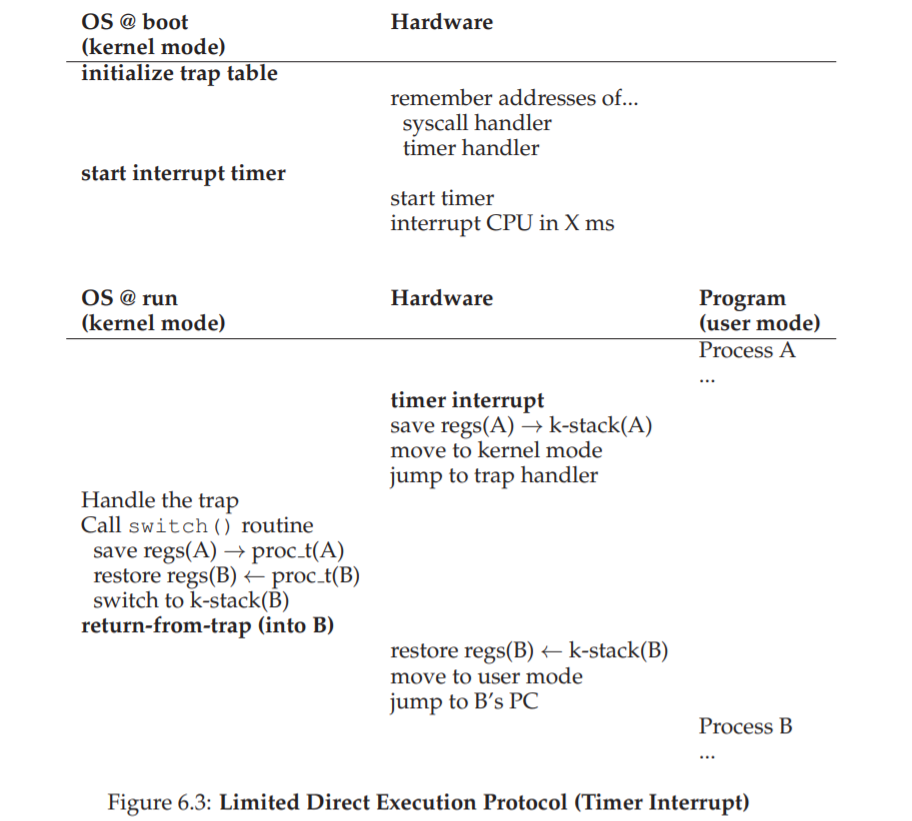 OS @ boot Hardware
(kernel mode)
initialize trap table
remember addresses of...
syscall handler
timer handler
start interrupt timer
start timer
interrupt CPU in X ms
OS @ run Hardware Program
(kernel mode) (user mode)
Process A
...
timer interrupt
save regs(A) → k-stack(A)
move to kernel mode
jump to trap handler
Handle the trap
Call switch() routine
save regs(A) → proc_t(A)
restore regs(B) ← proc_t(B)
switch to k-stack(B)
return-from-trap (into B)
restore regs(B) ← k-stack(B)
move to user mode
jump to B's PC
Process B
...
Figure 6.3: Limited Direct Execution Protocol (Timer Interrupt)